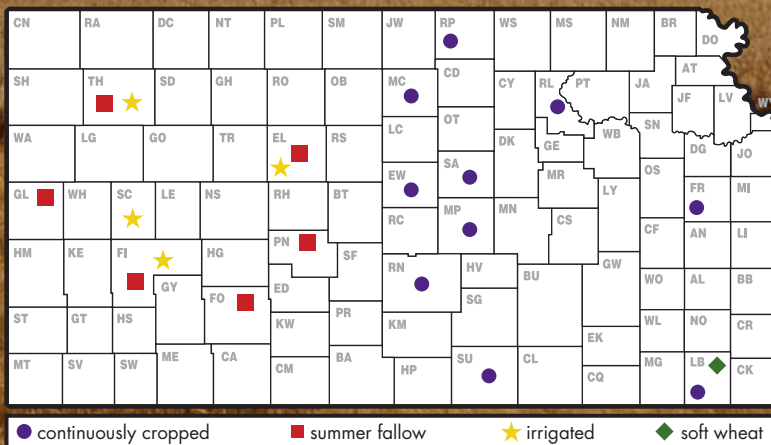 CN RA DC NT PL SM JW RP WS MS NM BR DO
SH TH SD GH RO OB MC CD CY RL PT JA AT JF LV WY
WA LG GO TR EL RS LC OT DK GE WB SN DG JO
GL WH SC LE NS RH BT EW SA MP MN MR LY OS FR MI
HM KE FI HG PN SF RC CS CF AN LI
GY FO ED RN HV BU GW WO AL BB
ST GT HS KW PR KM SG EK WL NO CR
MT SV SW ME CA CM BA HP SU CL CQ MG LB CK
continuously cropped summer fallow irrigated soft wheat